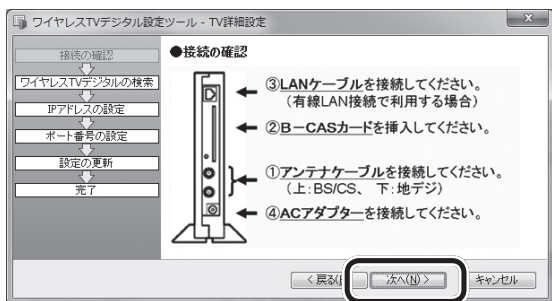 ワイヤレスTVデジタル設定ツール - TV詳細設定
接続の確認
ワイヤレスTVデジタルの検索
IPアドレスの設定
ポート番号の設定
設定の更新
完了
●接続の確認
③LANケーブルを接続してください。
(有線LAN接続で利用する場合)
②B－CASカードを挿入してください。
①アンテナケーブルを接続してください。
(上:BS/CS、 下:地デジ)
④ACアダプターを接続してください。
< 戻る(
次へ(N) >
キャンセル